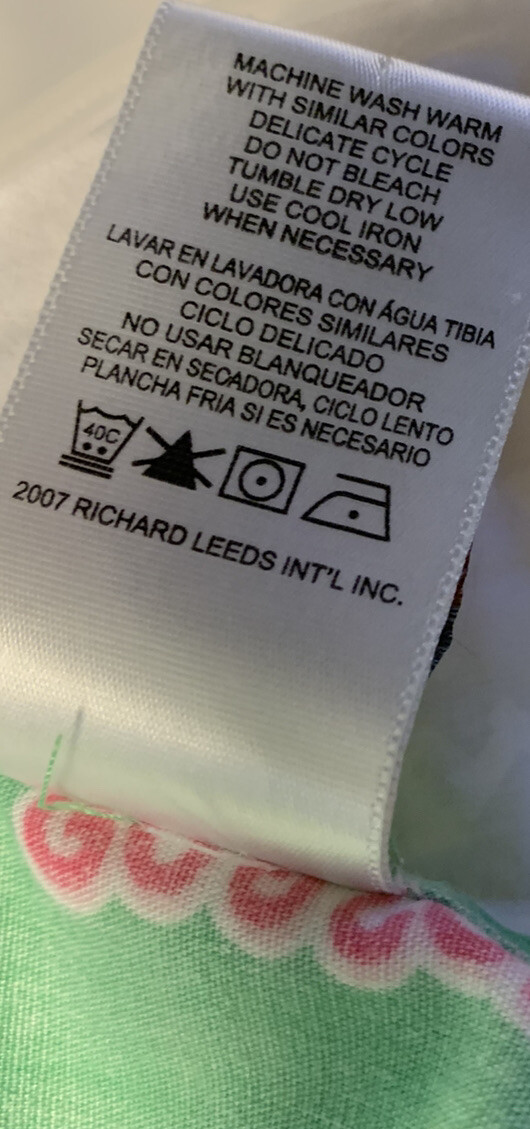 MACHINE WASH WARM
WITH SIMILAR COLORS
DELICATE CYCLE
DO NOT BLEACH
TUMBLE DRY LOW
USE COOL IRON
WHEN NECESSARY
LAVAR EN LAVADORA CON ÁGUA TIBIA
CON COLORES SIMILARES
CICLO DELICADO
NO USAR BLANQUEADOR
SECAR EN SECADORA, CICLO LENTO
PLANCHA FRIA SI ES NECESARIO
40C
2007 RICHARD LEEDS INT'L INC.